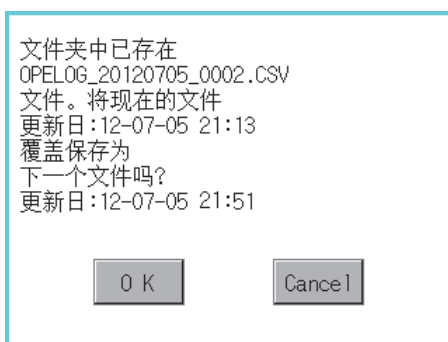 文件夹中已存在
OPELOG_20120705_0002.CSV
文件。将现在的文件
更新日:12-07-05 21:13
覆盖保存为
下一个文件吗?
更新日:12-07-05 21:51
O K
Cancel